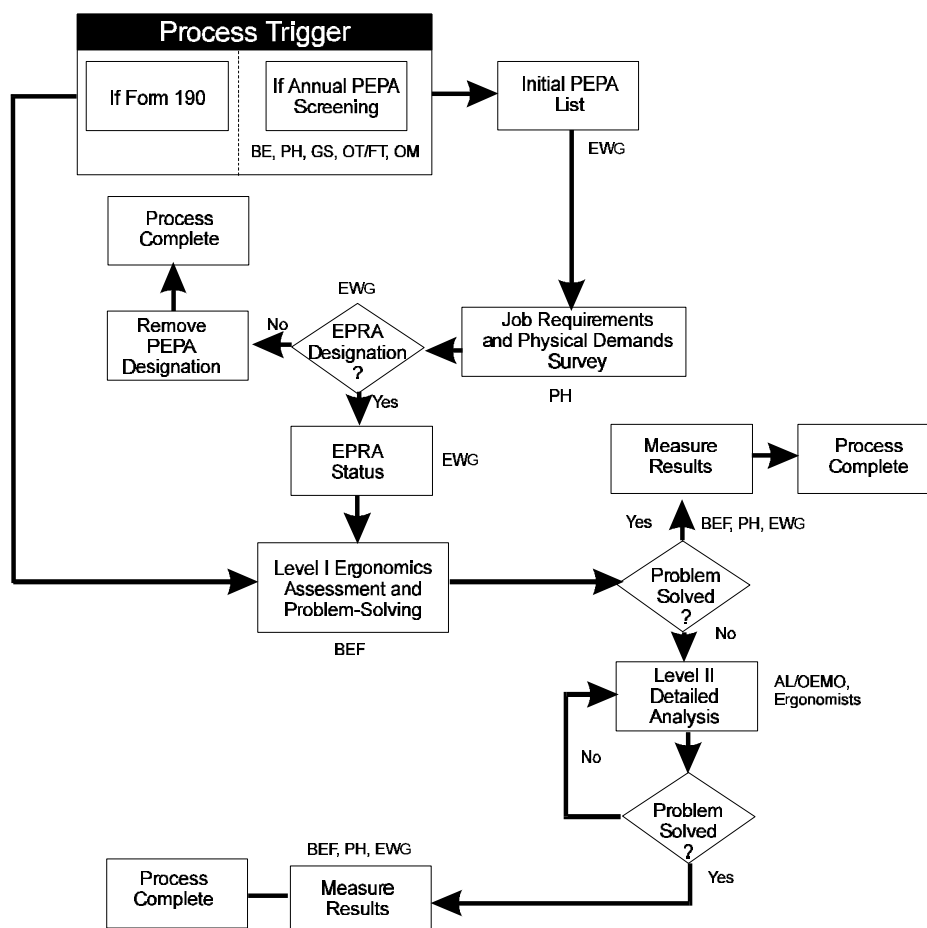 Process Trigger
If Form 190
If Annual PEPA
Screening
BE, PH, GS, OT/FT, OM
Initial PEPA
List
EWG
Process
Complete
EWG
Remove
PEPA
Designation
No
EPRA
Designation
?
Yes
Job Requirements
and Physical Demands
Survey
PH
EPRA
Status
EWG
Measure
Results
Process
Complete
Yes
BEF, PH, EWG
Level I Ergonomics
Assessment and
Problem-Solving
BEF
Problem
Solved
?
No
Level II
Detailed
Analysis
AL/OEMO,
Ergonomists
No
Problem
Solved
?
Yes
BEF, PH, EWG
Process
Complete
Measure
Results